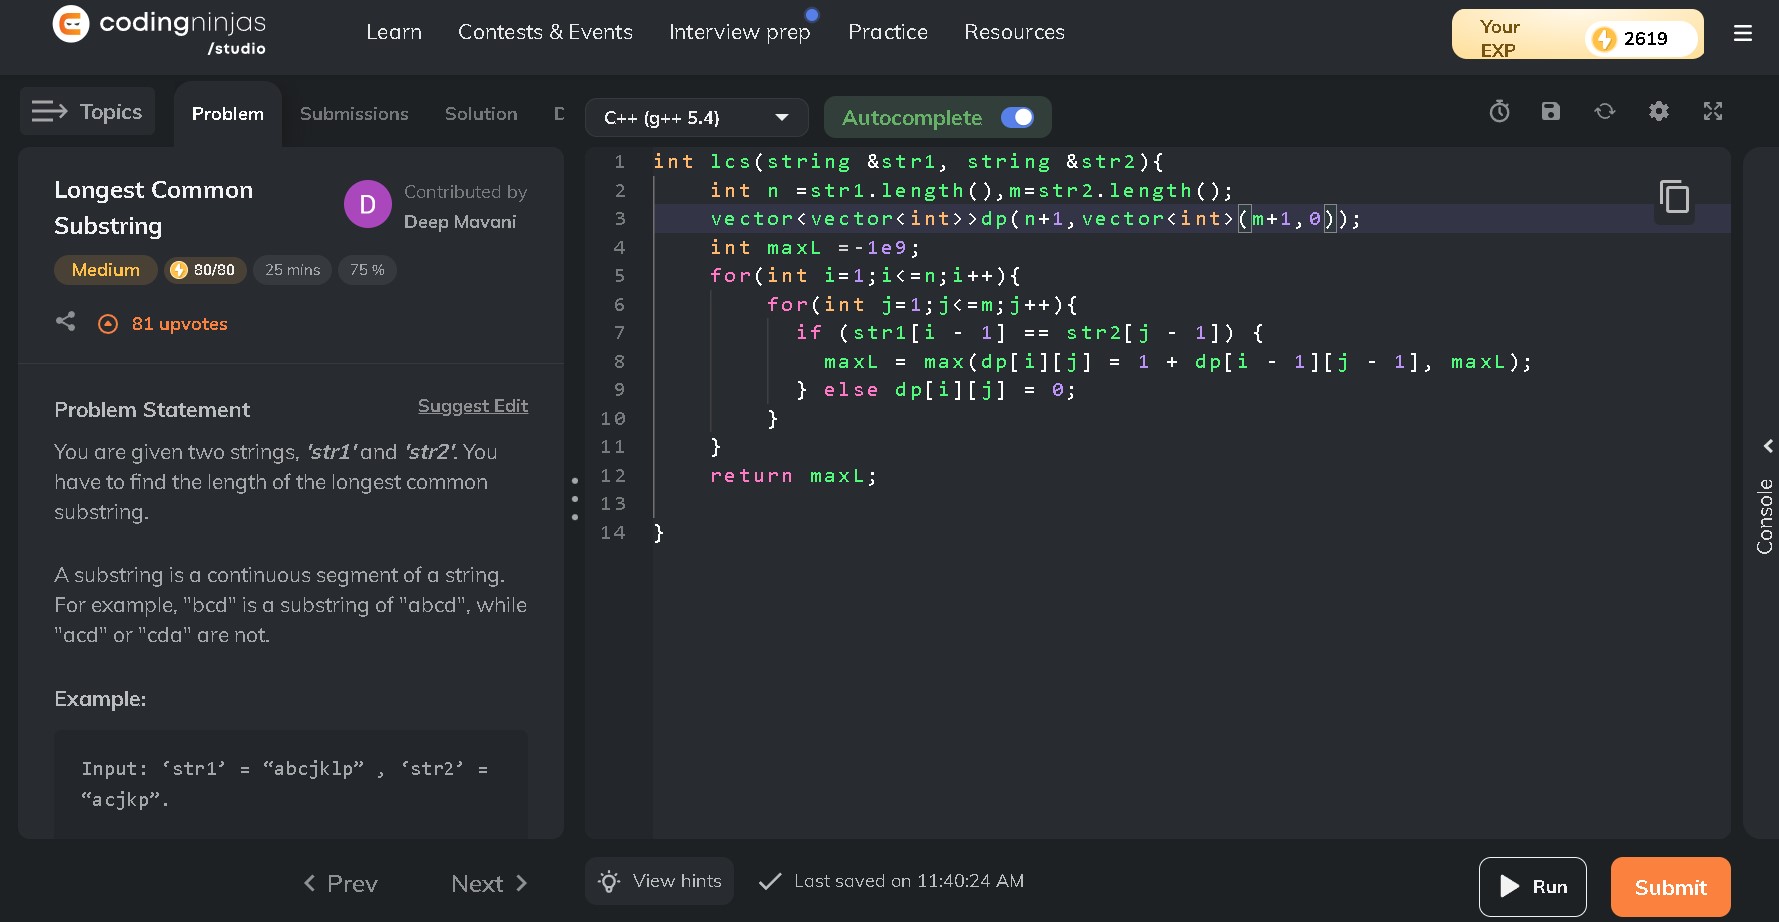 codingninjas
/studio
Learn
Contests & Events
Interview prep
Practice
Resources
Your EXP
2619
Topics
Problem
Submissions
Solution
D
C++ (g++ 5.4)
Autocomplete
Longest Common
Substring
D
Contributed by
Deep Mavani
Medium
80/80
25 mins
75 %
81 upvotes
Problem Statement
Suggest Edit
You are given two strings, 'str1' and 'str2'. You
have to find the length of the longest common
substring.
A substring is a continuous segment of a string.
For example, "bcd" is a substring of "abcd", while
"acd" or "cda" are not.
Example:
Input: ‘str1’ = “abcjklp” , ‘str2’ =
“acjkp”.
1 int lcs(string &str1, string &str2){
2 int n =str1.length(),m=str2.length();
3 vector<vector<int>>dp(n+1,vector<int>(m+1,0));
4 int maxL =-1e9;
5 for(int i=1;i<=n;i++){
6 for(int j=1;j<=m;j++){
7 if (str1[i - 1] == str2[j - 1]) {
8 maxL = max(dp[i][j] = 1 + dp[i - 1][j - 1], maxL);
9 } else dp[i][j] = 0;
10 }
11 }
12 return maxL;
13
14 }
Console
Prev
Next
View hints
Last saved on 11:40:24 AM
Run
Submit